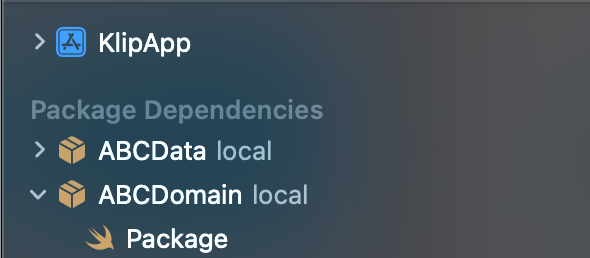 KlipApp
Package Dependencies
ABCData local
ABCDomain local
Package